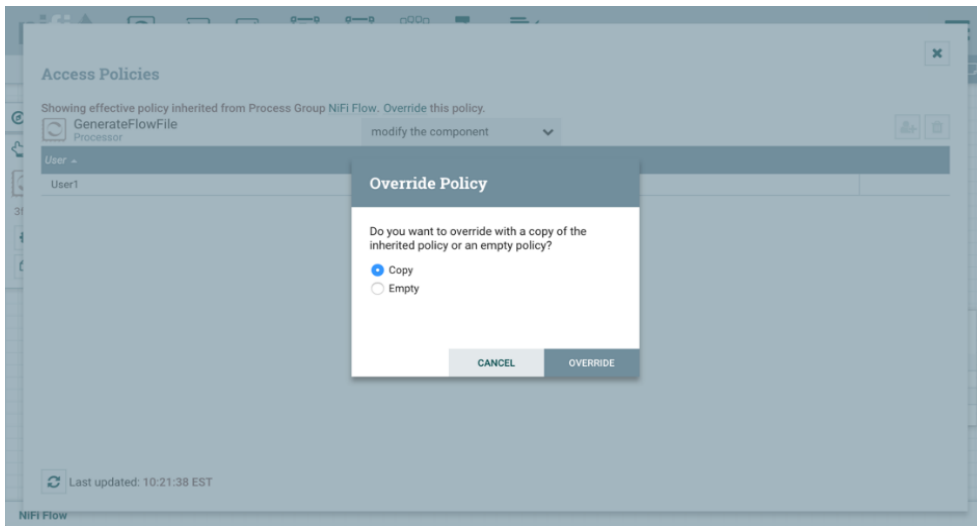 nifi
Access Policies
Showing effective policy inherited from Process Group NiFi Flow. Override this policy.
GenerateFlowFile
Processor
modify the component
User
User1
Override Policy
Do you want to override with a copy of the
inherited policy or an empty policy?
Copy
Empty
CANCEL
OVERRIDE
Last updated: 10:21:38 EST
NiFi Flow